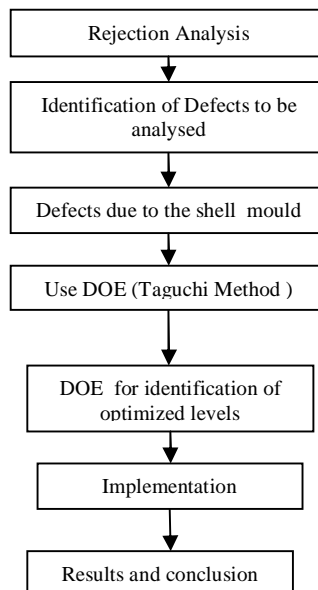 Rejection Analysis
Identification of Defects to be
analysed
Defects due to the shell mould
Use DOE (Taguchi Method )
DOE for identification of
optimized levels
Implementation
Results and conclusion